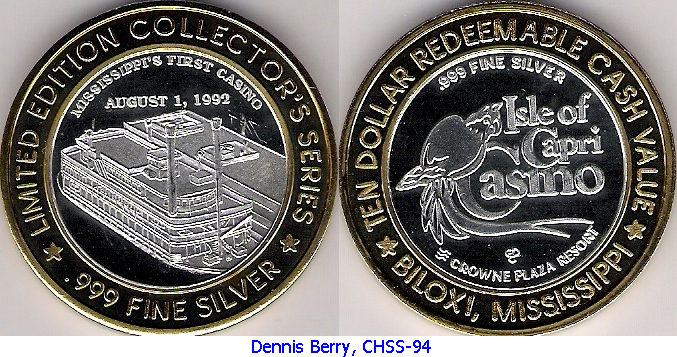 LIMITED EDITION COLLECTOR'S SERIES
MISSISSIPPI'S FIRST CASINO
AUGUST 1, 1992
.999 FINE SILVER
TEN DOLLAR REDEEMABLE CASH VALUE
.999 FINE SILVER
Isle of
Capri
Casino
CROWNE PLAZA RESORT
BILOXI, MISSISSIPPI
Dennis Berry, CHSS-94